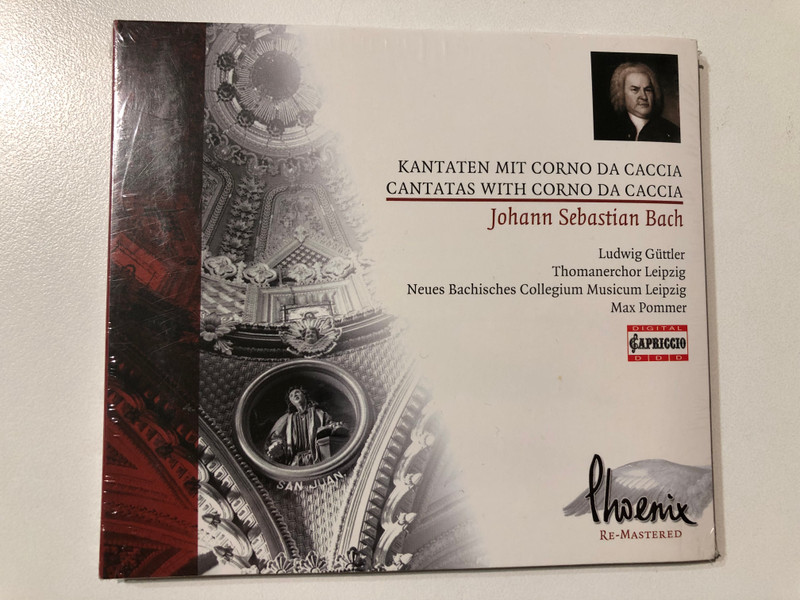 KANTATEN MIT CORNO DA CACCIA
CANTATAS WITH CORNO DA CACCIA
Johann Sebastian Bach
Ludwig Güttler
Thomanerchor Leipzig
Neues Bachisches Collegium Musicum Leipzig
Max Pommer
DIGITAL
CAPRICCIO
D|D|D
SAN JUAN
Phoenix
RE-MASTERED